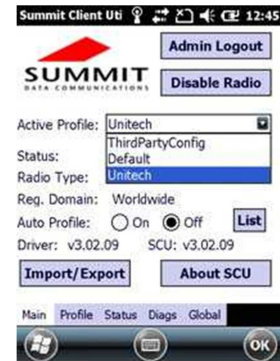 Summit Client Uti 12:45
Admin Logout
SUMMIT
DATA COMMUNICATIONS
Disable Radio
Active Profile: Unitech
ThirdPartyConfig
Status: Default
Radio Type: Unitech
Reg. Domain: Worldwide
Auto Profile: On Off List
Driver: v3.02.09 SCU: v3.02.09
Import/Export About SCU
Main Profile Status Diags Global
OK